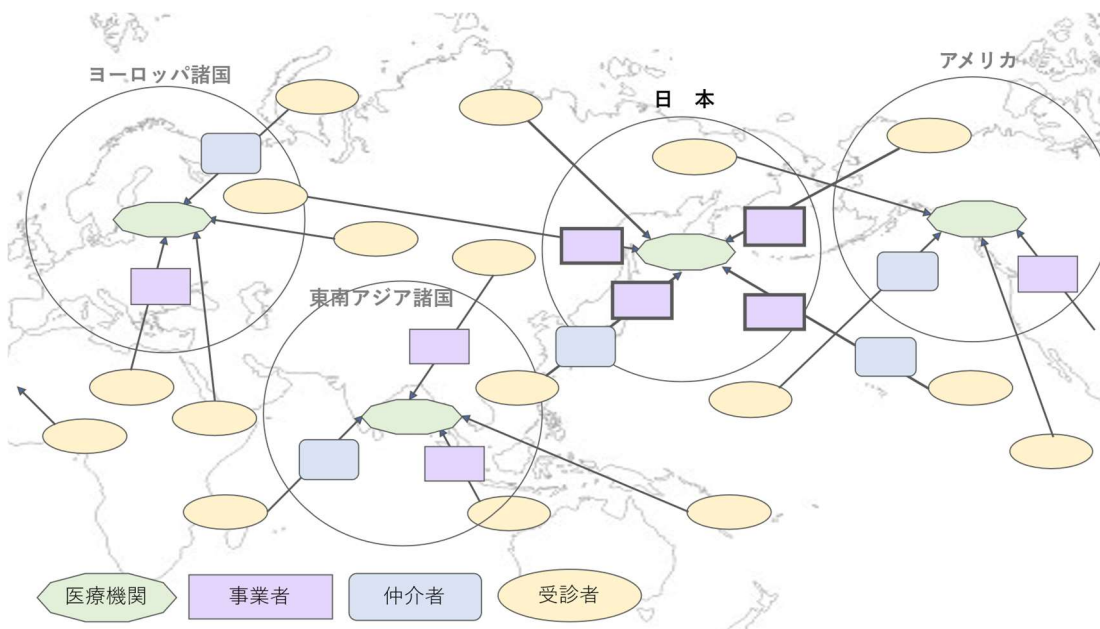 アメリカ
ヨーロッパ諸国
日　本
東南アジア諸国
医療機関
事業者
仲介者
受診者